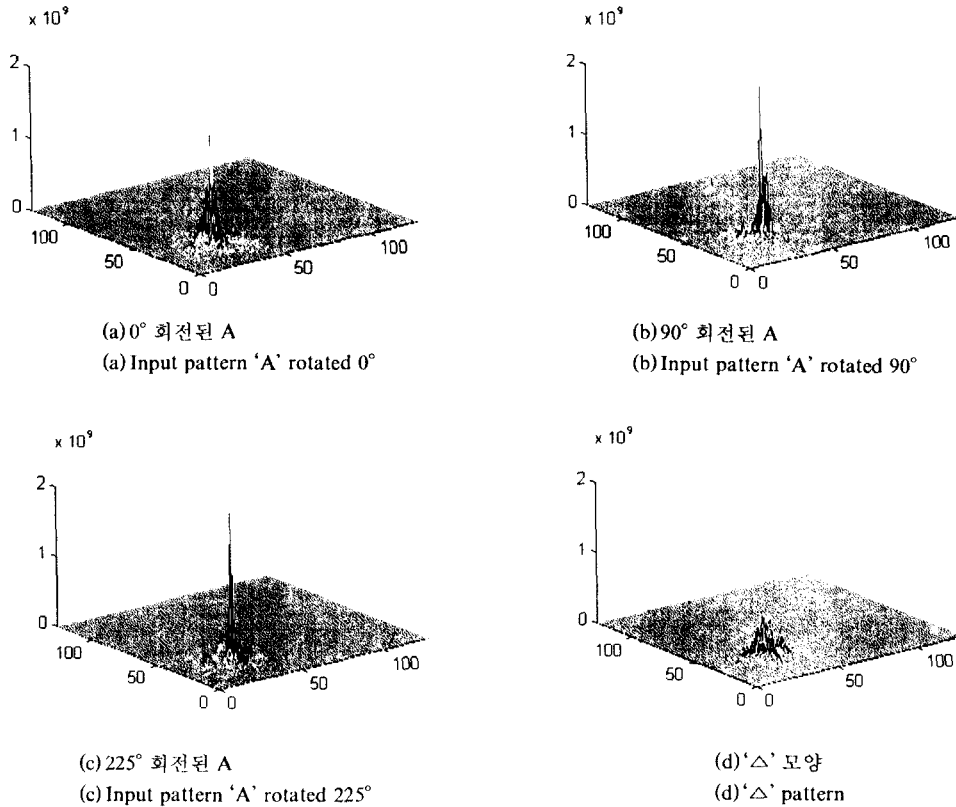 x 10⁹
2
1
0
100
50
0 0
50
100
(a) 0° 회전된 A
(a) Input pattern ‘A’ rotated 0°
x 10⁹
2
1
0
100
50
0 0
50
100
(b) 90° 회전된 A
(b) Input pattern ‘A’ rotated 90°
x 10⁹
2
1
0
100
50
0 0
50
100
(c) 225° 회전된 A
(c) Input pattern ‘A’ rotated 225°
x 10⁹
2
1
0
100
50
0 0
50
100
(d) ‘△’ 모양
(d) ‘△’ pattern